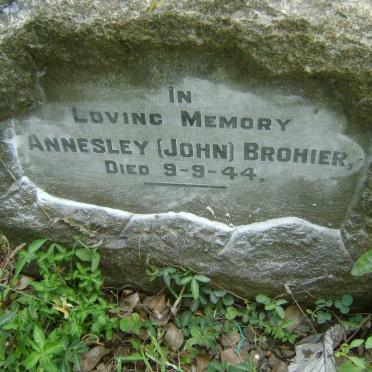 IN
LOVING MEMORY
ANNESLEY (JOHN) BROHIER,
DIED 9-9-44.